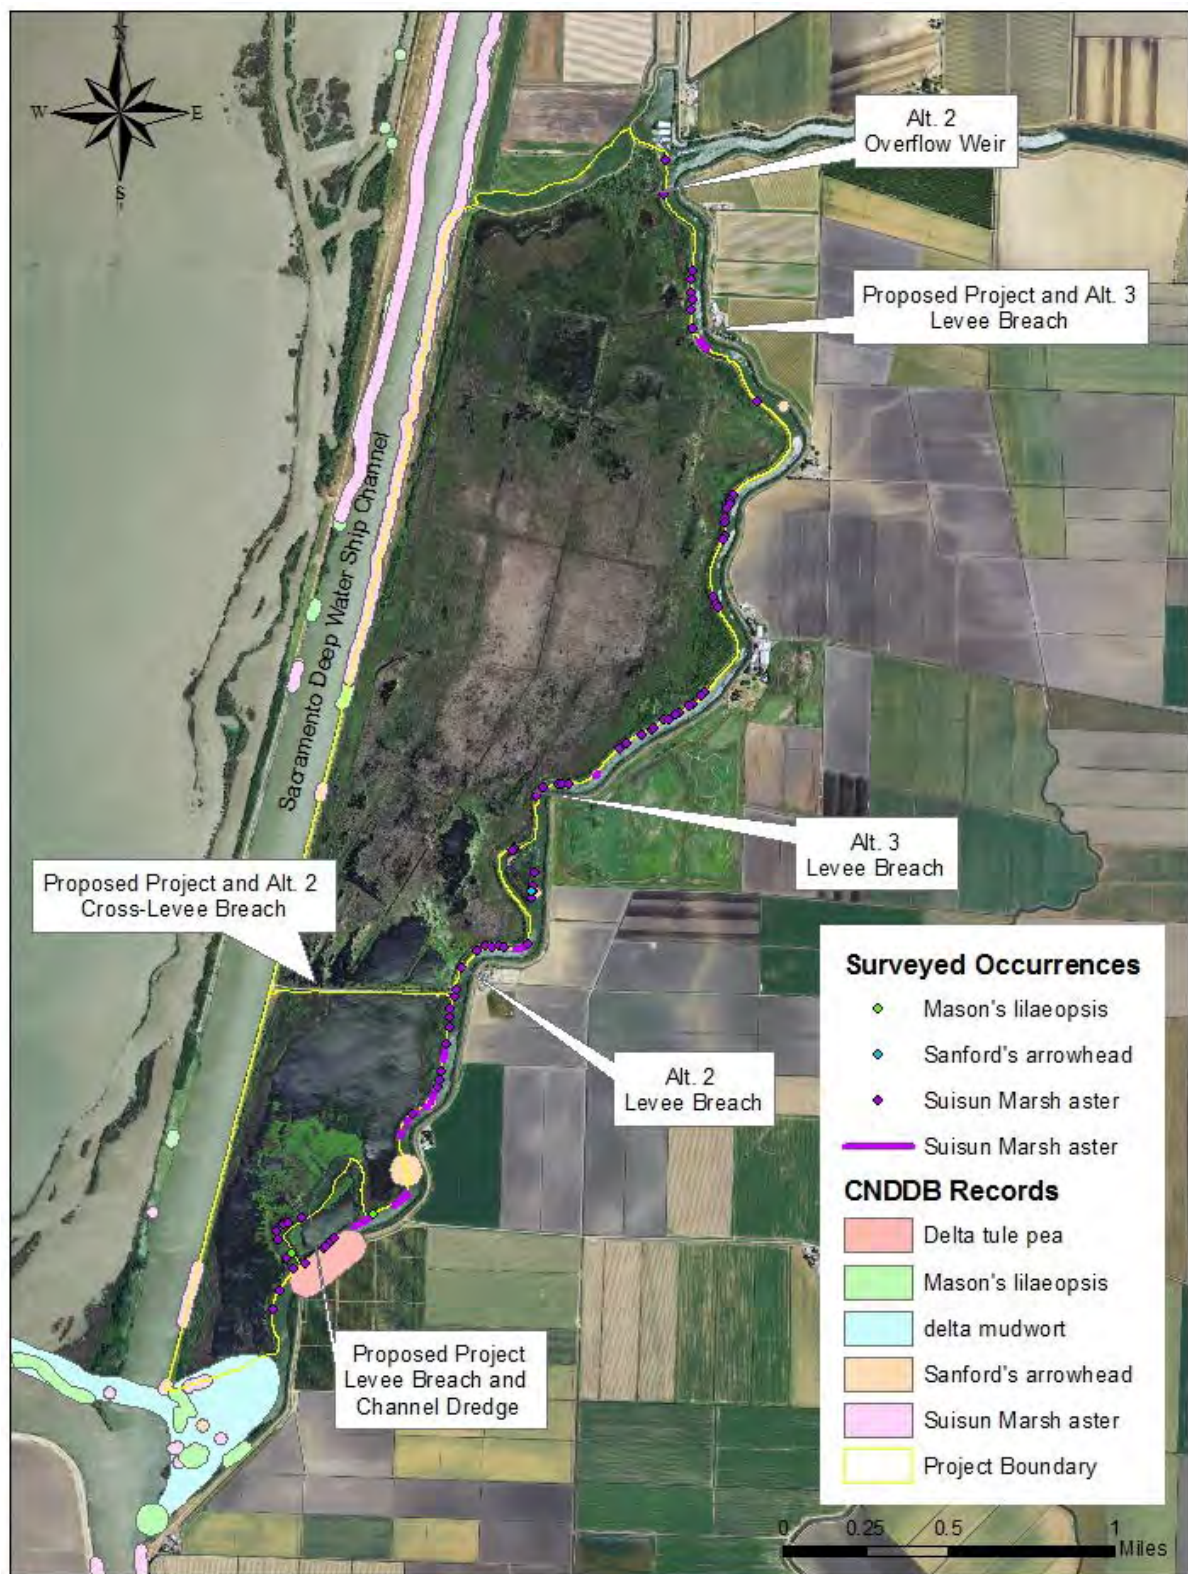 N
W
E
S
Alt. 2
Overflow Weir
Proposed Project and Alt. 3
Levee Breach
Sacramento Deep Water Ship Channel
Alt. 3
Levee Breach
Proposed Project and Alt. 2
Cross-Levee Breach
Alt. 2
Levee Breach
Proposed Project
Levee Breach and
Channel Dredge
Surveyed Occurrences
Mason's lilaeopsis
Sanford's arrowhead
Suisun Marsh aster
Suisun Marsh aster
CNDDB Records
Delta tule pea
Mason's lilaeopsis
delta mudwort
Sanford's arrowhead
Suisun Marsh aster
Project Boundary
0 0.25 0.5 1
Miles